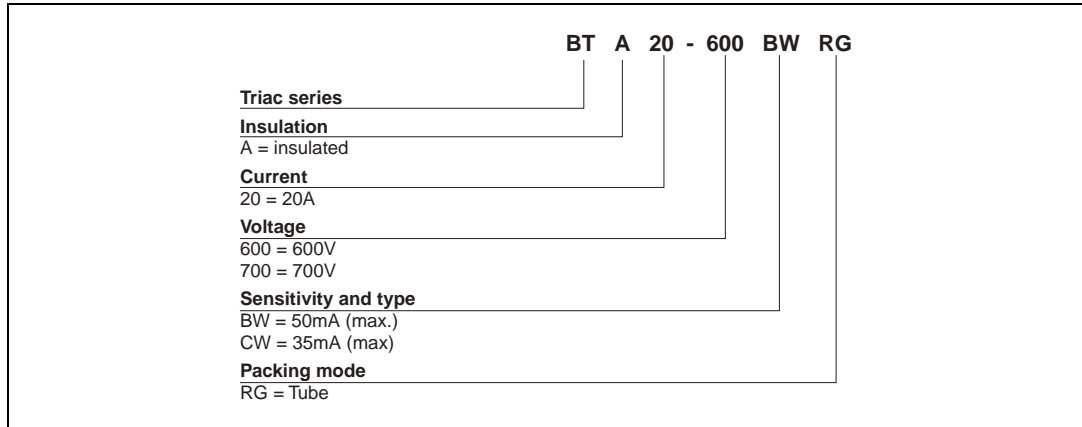 BT A 20 - 600 BW RG
Triac series
Insulation
A = insulated
Current
20 = 20A
Voltage
600 = 600V
700 = 700V
Sensitivity and type
BW = 50mA (max.)
CW = 35mA (max)
Packing mode
RG = Tube